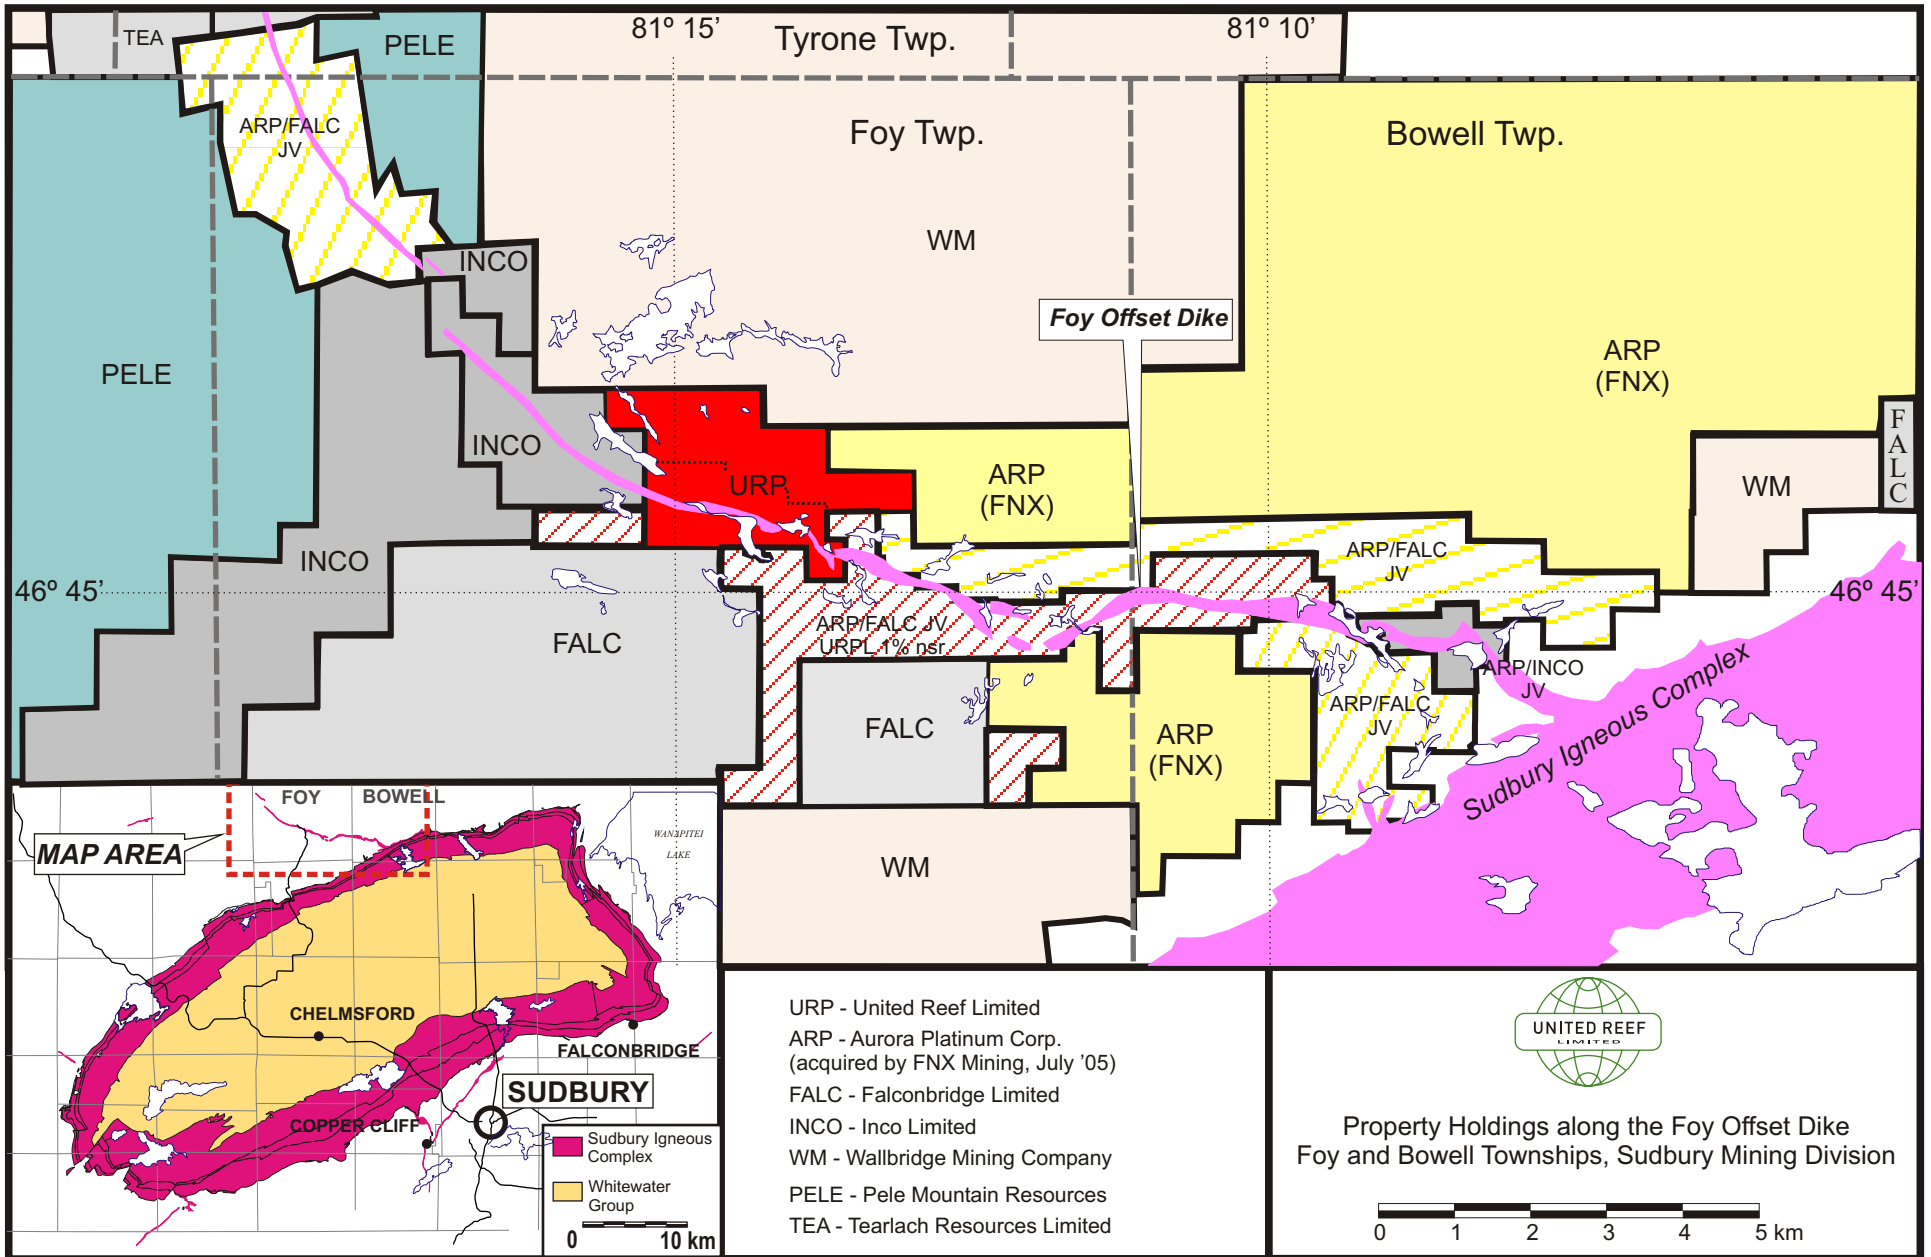 81º 15’
81º 10’
TEA
PELE
Tyrone Twp.
ARP/FALC
JV
Foy Twp.
Bowell Twp.
WM
INCO
Foy Offset Dike
PELE
ARP
(FNX)
INCO
FALC
URP
ARP
(FNX)
WM
INCO
ARP/FALC
JV
46º 45’
46º 45’
FALC
ARP/FALC JV
URPL 1% nsr
ARP/INCO
JV
FALC
ARP/FALC
JV
ARP
(FNX)
Sudbury Igneous Complex
WM
FOY
BOWELL
MAP AREA
WANAPITEI
LAKE
CHELMSFORD
FALCONBRIDGE
SUDBURY
COPPER CLIFF
Sudbury Igneous
Complex
Whitewater
Group
0 10 km
URP - United Reef Limited
ARP - Aurora Platinum Corp.
(acquired by FNX Mining, July ’05)
FALC - Falconbridge Limited
INCO - Inco Limited
WM - Wallbridge Mining Company
PELE - Pele Mountain Resources
TEA - Tearlach Resources Limited
UNITED REEF
LIMITED
Property Holdings along the Foy Offset Dike
Foy and Bowell Townships, Sudbury Mining Division
0 1 2 3 4 5 km